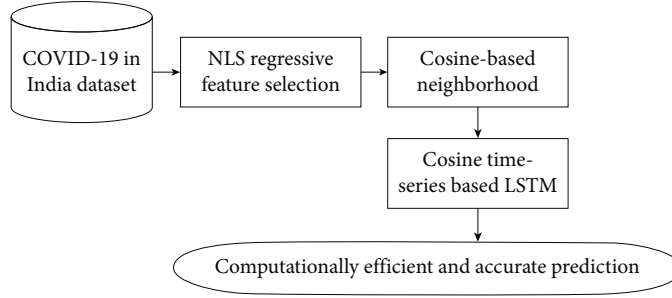 COVID-19 in
India dataset
NLS regressive
feature selection
Cosine-based
neighborhood
Cosine time-
series based LSTM
Computationally efficient and accurate prediction